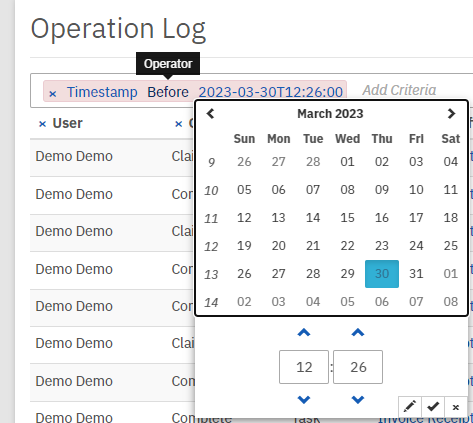 Operation Log
Operator
× Timestamp Before 2023-03-30T12:26:00 Add Criteria
× User ×
March 2023
Sun Mon Tue Wed Thu Fri Sat
9 26 27 28 01 02 03 04
10 05 06 07 08 09 10 11
11 12 13 14 15 16 17 18
12 19 20 21 22 23 24 25
13 26 27 28 29 30 31 01
14 02 03 04 05 06 07 08
12 : 26
Demo Demo Clai
Demo Demo Cor
Demo Demo Clai
Demo Demo Con
Demo Demo Con
Demo Demo Clai
Demo Demo Com
Demo Demo Complete Task Invoice Receipt